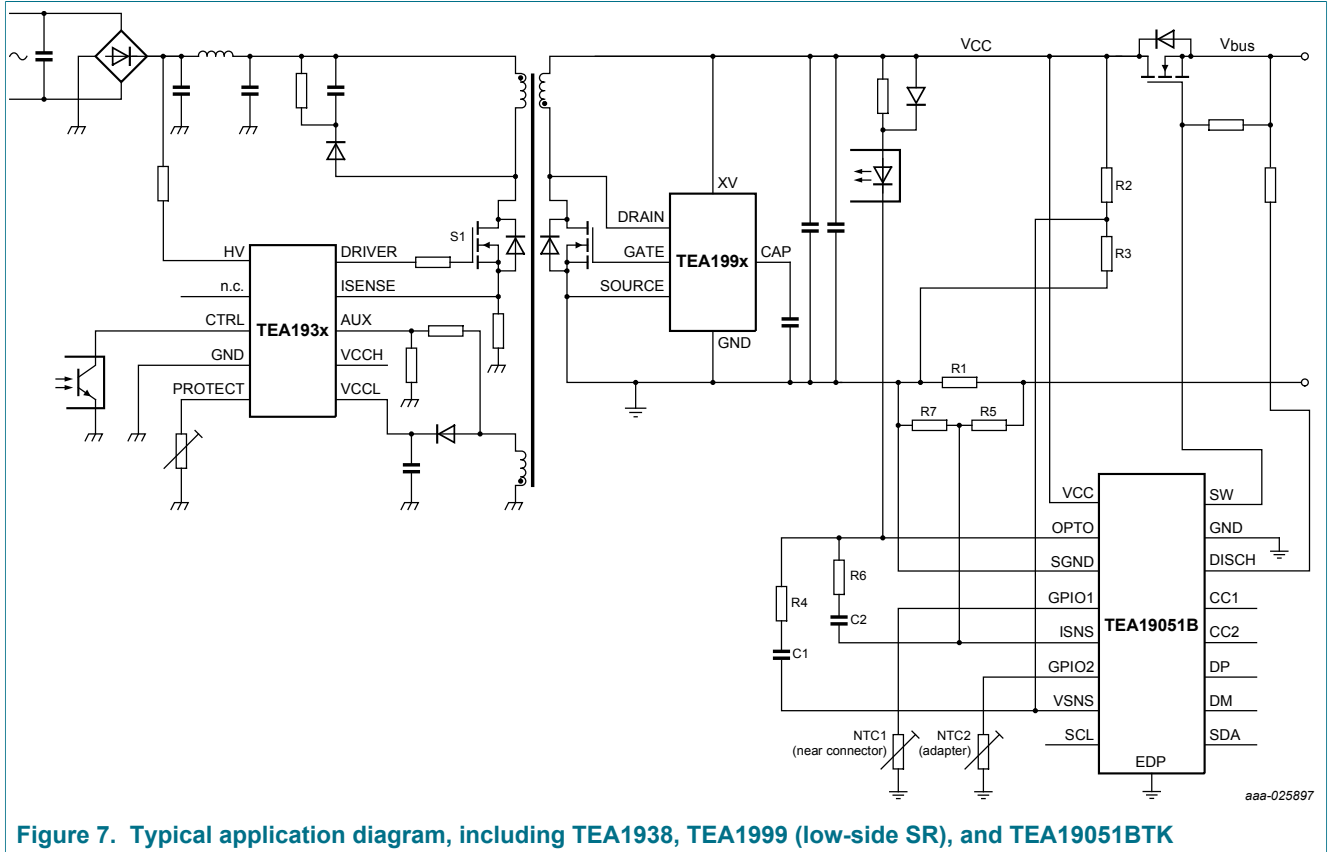 VCC
Vbus
XV
R2
DRAIN
S1
HV
DRIVER
GATE
TEA199x
CAP
R3
n.c.
ISENSE
SOURCE
CTRL
TEA193x
AUX
GND
VCCH
GND
PROTECT
VCCL
R1
R7
R5
VCC
SW
OPTO
GND
SGND
DISCH
R6
R4
GPIO1
CC1
C2
TEA19051B
ISNS
CC2
C1
GPIO2
DP
VSNS
DM
NTC1
(near connector)
NTC2
(adapter)
SCL
SDA
EDP
aaa-025897
Figure 7. Typical application diagram, including TEA1938, TEA1999 (low-side SR), and TEA19051BTK